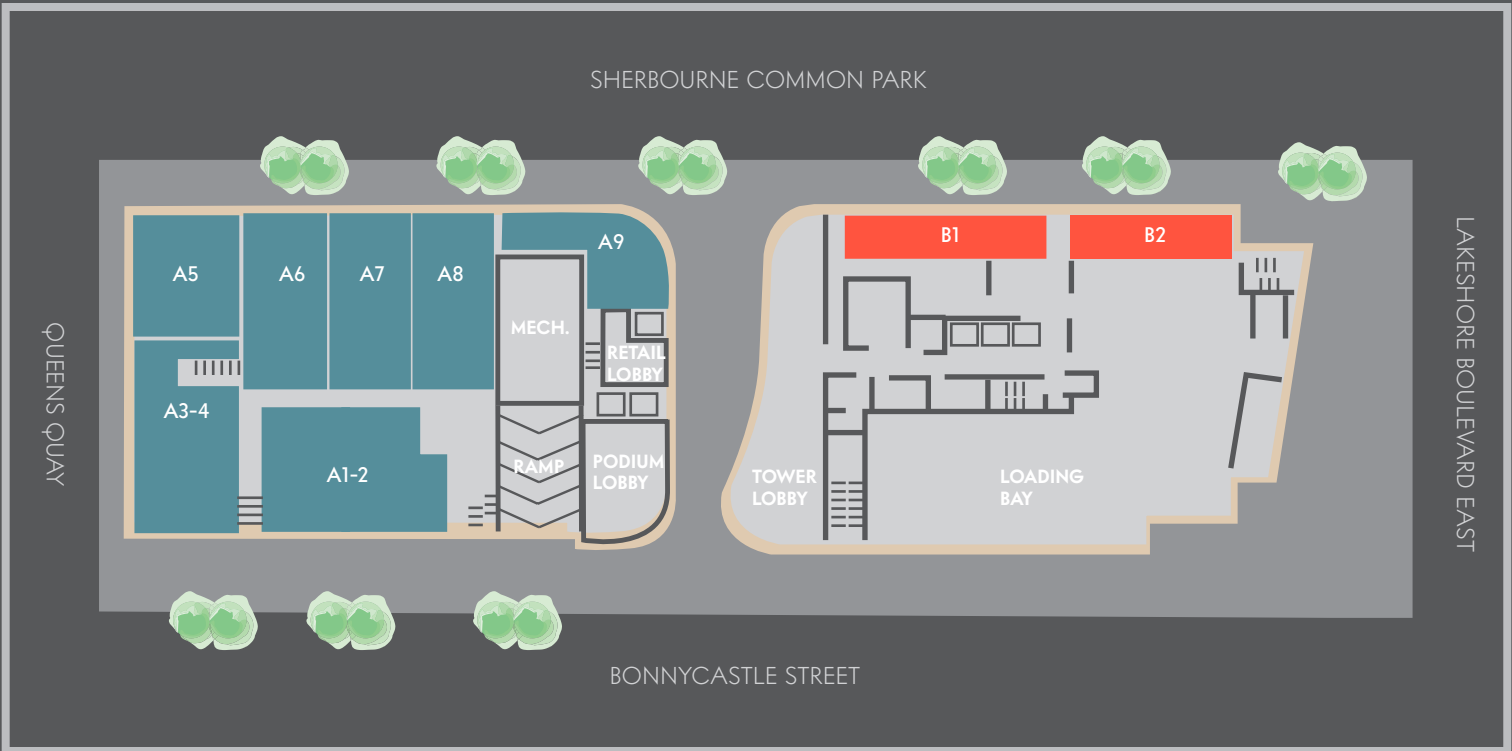 SHERBOURNE COMMON PARK
A9
B1
B2
A5
A6
A7
A8
MECH.
RETAIL
LOBBY
QUEENS QUAY
LAKESHORE BOULEVARD EAST
A3-4
A1-2
RAMP
PODIUM
LOBBY
TOWER
LOBBY
LOADING
BAY
BONNYCASTLE STREET